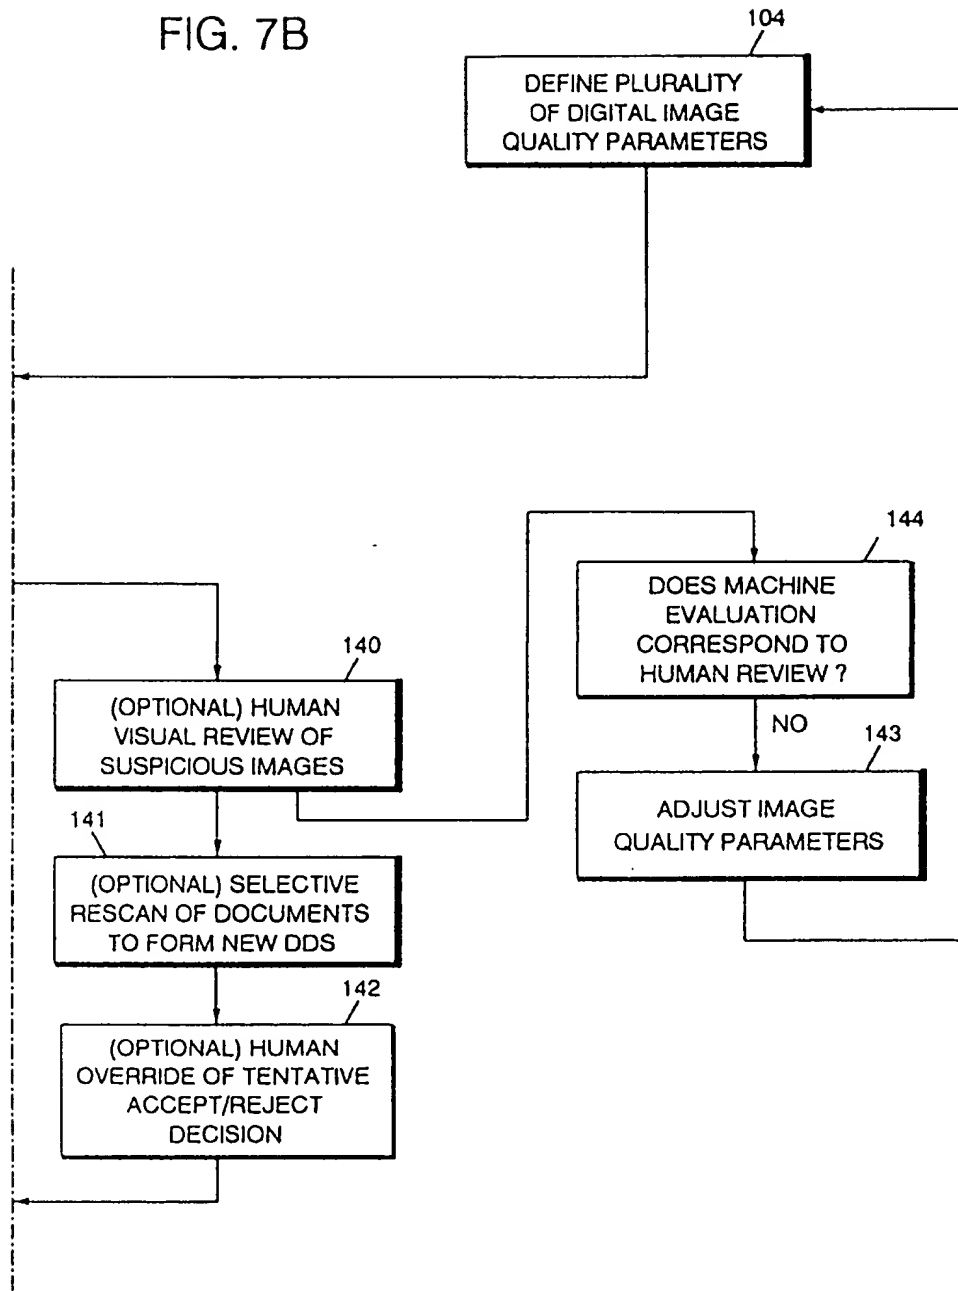 FIG. 7B
104
DEFINE PLURALITY
OF DIGITAL IMAGE
QUALITY PARAMETERS
144
DOES MACHINE
EVALUATION
CORRESPOND TO
HUMAN REVIEW ?
NO
140
(OPTIONAL) HUMAN
VISUAL REVIEW OF
SUSPICIOUS IMAGES
143
ADJUST IMAGE
QUALITY PARAMETERS
141
(OPTIONAL) SELECTIVE
RESCAN OF DOCUMENTS
TO FORM NEW DDS
142
(OPTIONAL) HUMAN
OVERRIDE OF TENTATIVE
ACCEPT/REJECT
DECISION